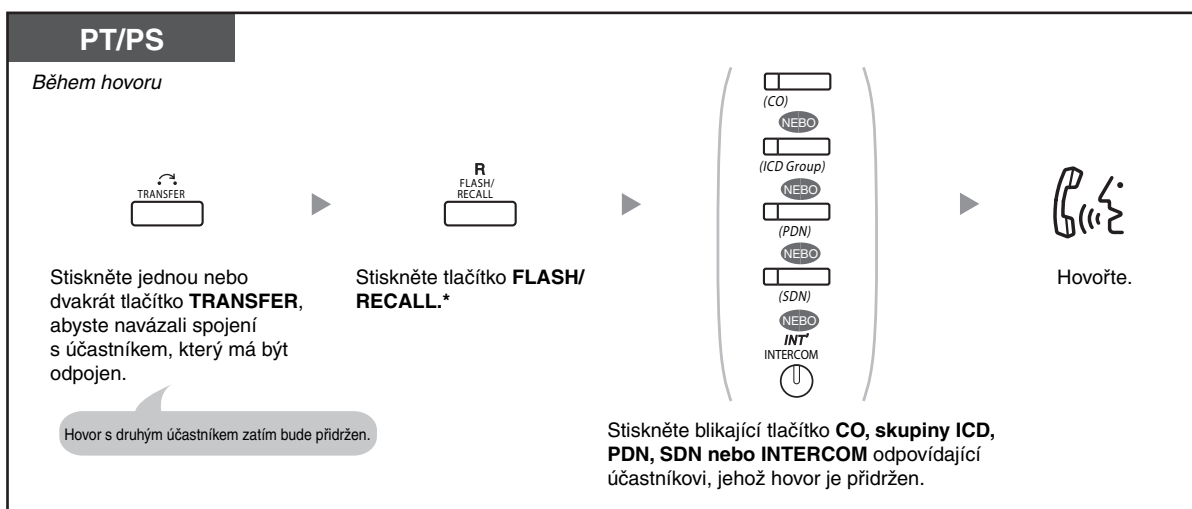 PT/PS
Během hovoru
TRANSFER
Stiskněte jednou nebo
dvakrát tlačítko TRANSFER,
abyste navázali spojení
s účastníkem, který má být
odpojen.
Hovor s druhým účastníkem zatím bude přidržen.
R
FLASH/
RECALL
Stiskněte tlačítko FLASH/
RECALL.*
(CO)
NEBO
(ICD Group)
NEBO
(PDN)
NEBO
(SDN)
NEBO
INT'
INTERCOM
Stiskněte blikající tlačítko CO, skupiny ICD,
PDN, SDN nebo INTERCOM odpovídající
účastníkovi, jehož hovor je přidržen.
Hovořte.